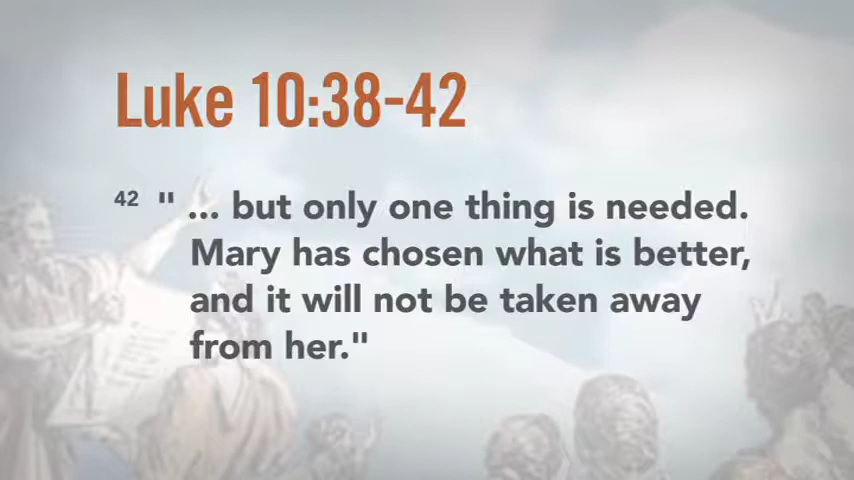 Luke 10:38-42
42 " ... but only one thing is needed.
Mary has chosen what is better,
and it will not be taken away
from her."